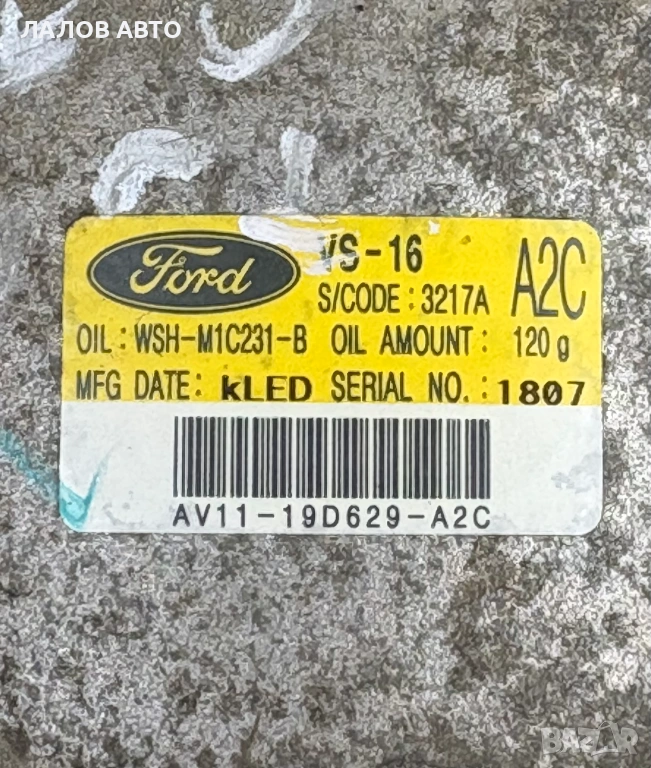 ЛАЛОВ АВТО
Ford
VS-16
S/CODE : 3217A
A2C
OIL : WSH-M1C231-B OIL AMOUNT : 120 g
MFG DATE: kLED SERIAL NO. : 1807
AV11-19D629-A2C
Bazar